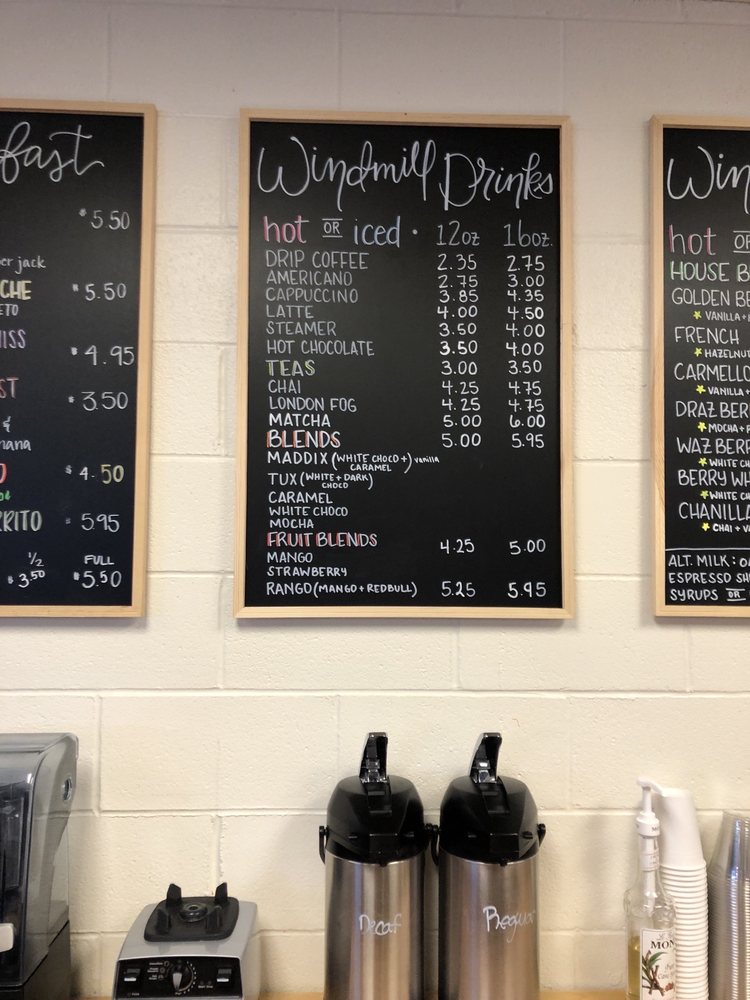 fast
$5.50
er jack
CHE $5.50
ETO
ISS
$4.95
ST $3.50
&
nana
$4.50
RRITO $5.95
1/2 FULL
$3.50 $5.50
Windmill Drinks
hot OR iced • 12oz 16oz.
DRIP COFFEE 2.35 2.75
AMERICANO 2.75 3.00
CAPPUCCINO 3.85 4.35
LATTE 4.00 4.50
STEAMER 3.50 4.00
HOT CHOCOLATE 3.50 4.00
TEAS 3.00 3.50
CHAI 4.25 4.75
LONDON FOG 4.25 4.75
MATCHA 5.00 6.00
BLENDS 5.00 5.95
MADDIX (WHITE CHOCO + CARAMEL) vanilla
TUX (WHITE + DARK CHOCO)
CARAMEL
WHITE CHOCO
MOCHA
FRUIT BLENDS 4.25 5.00
MANGO
STRAWBERRY
RANGO (MANGO + REDBULL) 5.25 5.95
Win
hot OR
HOUSE B
GOLDEN BE
VANILLA +
FRENCH
HAZELNUT
CARMELLO
VANILLA +
DRAZ BERR
MOCHA +
WAZ BERR
WHITE CH
BERRY WH
WHITE C
CHANILLA
CHAI + VA
ALT. MILK: O
ESPRESSO SH
SYRUPS OR
Decaf
Regular
MON